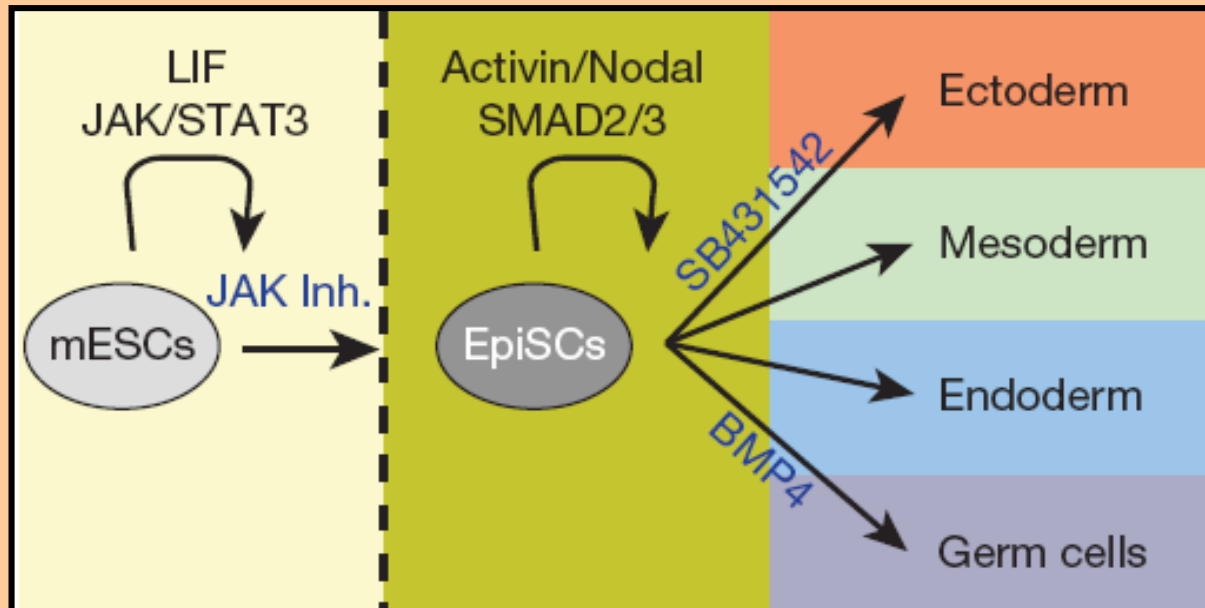 LIF
JAK/STAT3
JAK Inh.
mESCs
Activin/Nodal
SMAD2/3
EpiSCs
SB431542
BMP4
Ectoderm
Mesoderm
Endoderm
Germ cells